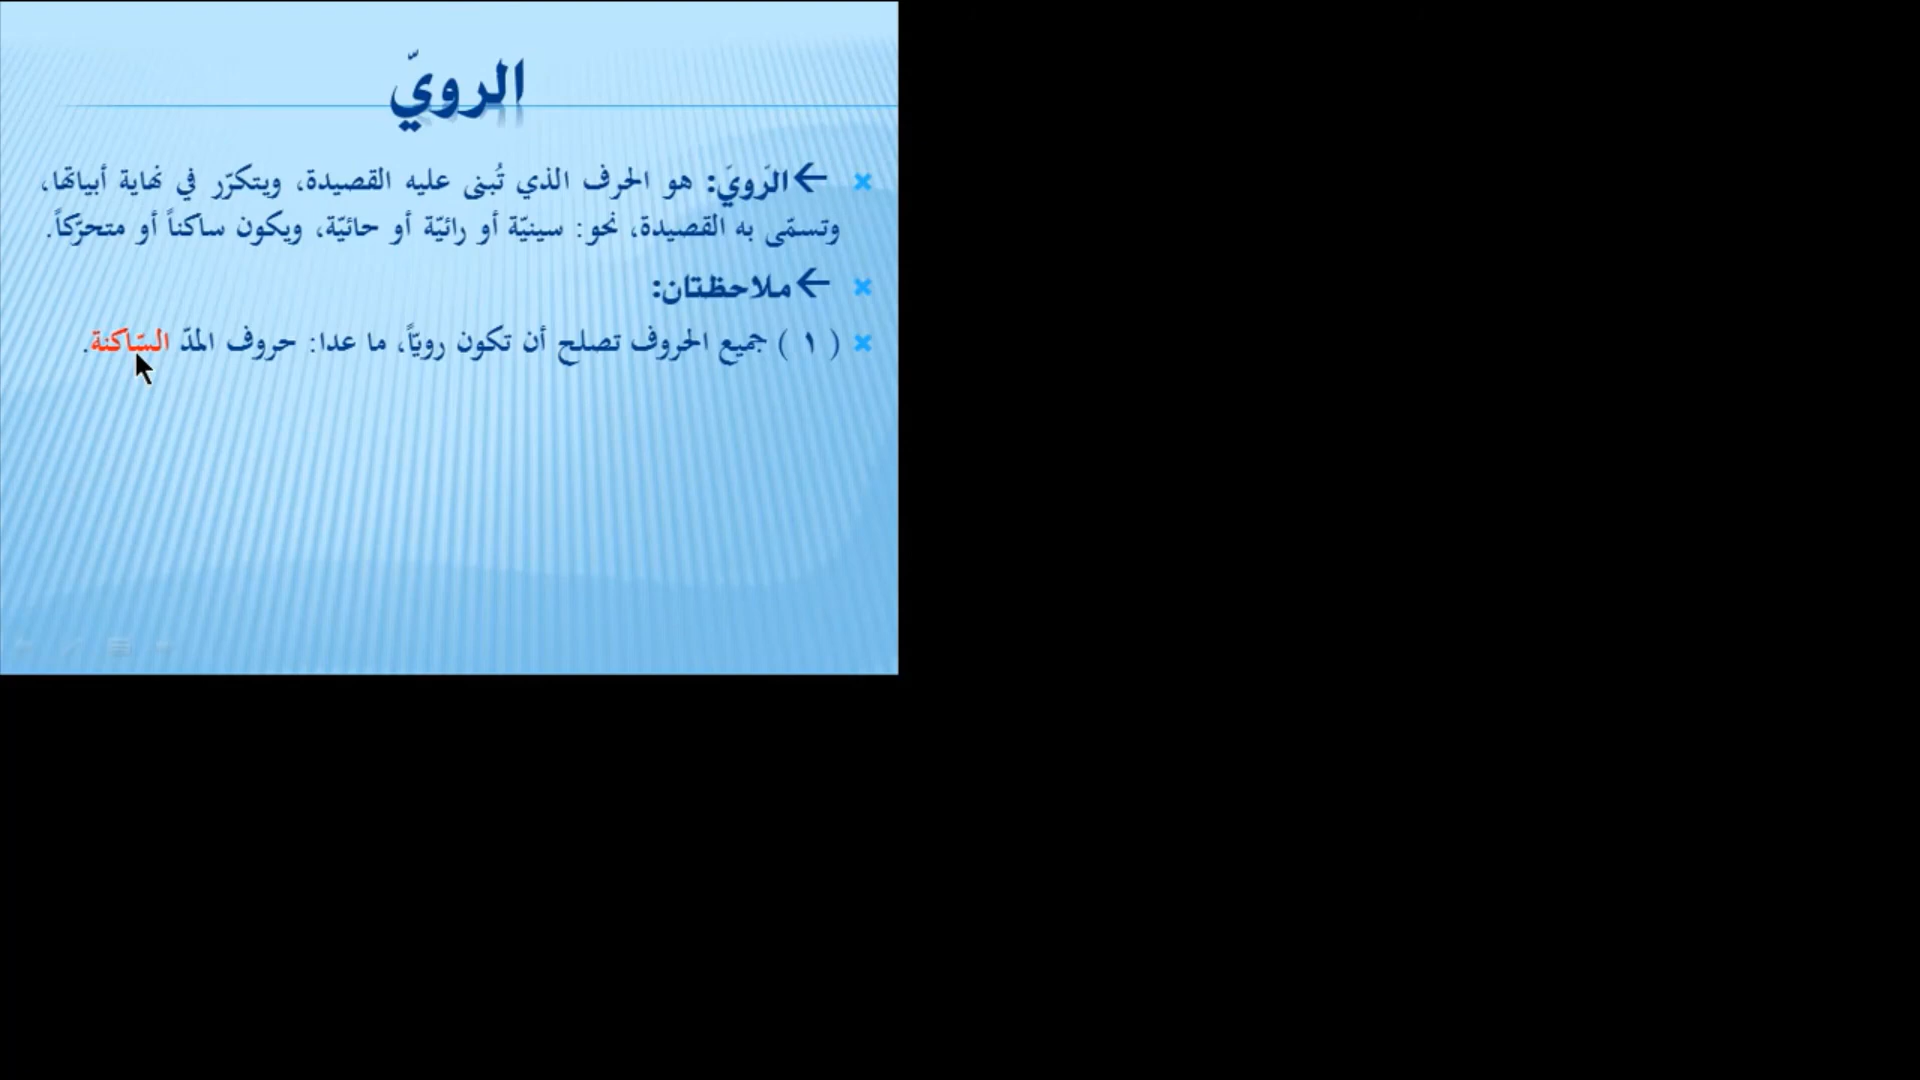 الرويّ
←الرَويَ: هو الحرف الذي تُبنى عليه القصيدة، ويتكرّر في نهاية أبياتها،
وتسمّى به القصيدة، نحو: سينيّة أو رائيّة أو حائيّة، ويكون ساكناً أو متحرّكاً.
←ملاحظتان:
( ١ ) جميع الحروف تصلح أن تكون رويّاً، ما عدا: حروف المدّ السّاكنة.